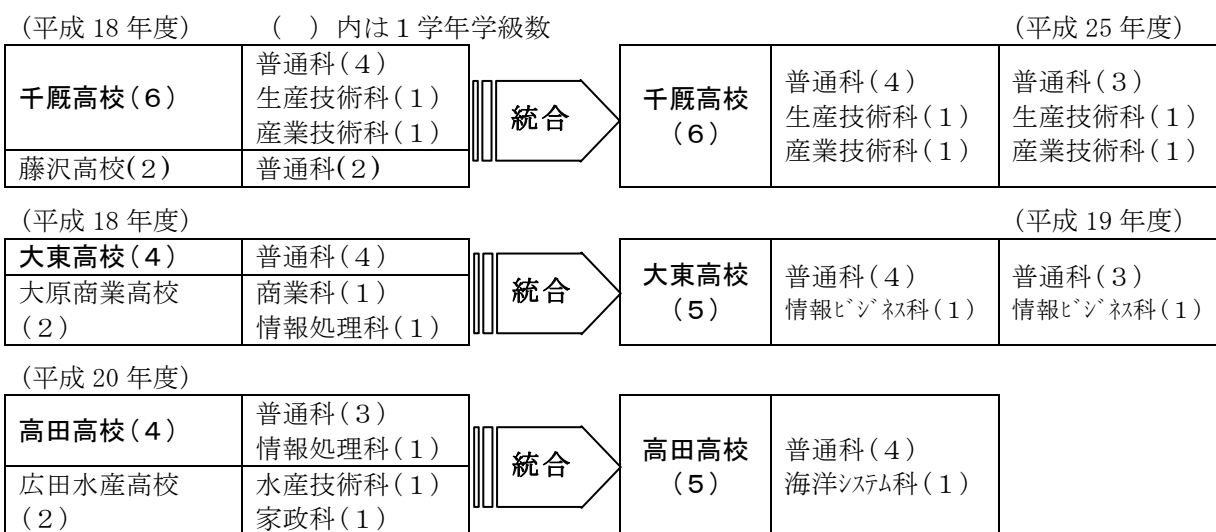 (平成 18 年度) (　) 内は１学年学級数 (平成 25 年度)
千厩高校(６) 普通科(４) 生産技術科(１) 産業技術科(１)
藤沢高校(2) 普通科(2)
統合
千厩高校 (６)
普通科(４) 生産技術科(１) 産業技術科(１)
普通科(３) 生産技術科(１) 産業技術科(１)
(平成 18 年度) (平成 19 年度)
大東高校(４) 普通科(４)
大原商業高校 (２) 商業科(１) 情報処理科(１)
統合
大東高校 (５)
普通科(４) 情報ﾋﾞｼﾞﾈｽ科(１)
普通科(３) 情報ﾋﾞｼﾞﾈｽ科(１)
(平成 20 年度)
高田高校(４) 普通科(３) 情報処理科(１)
広田水産高校 (２) 水産技術科(１) 家政科(１)
統合
高田高校 (５)
普通科(４) 海洋ｼｽﾃﾑ科(１)